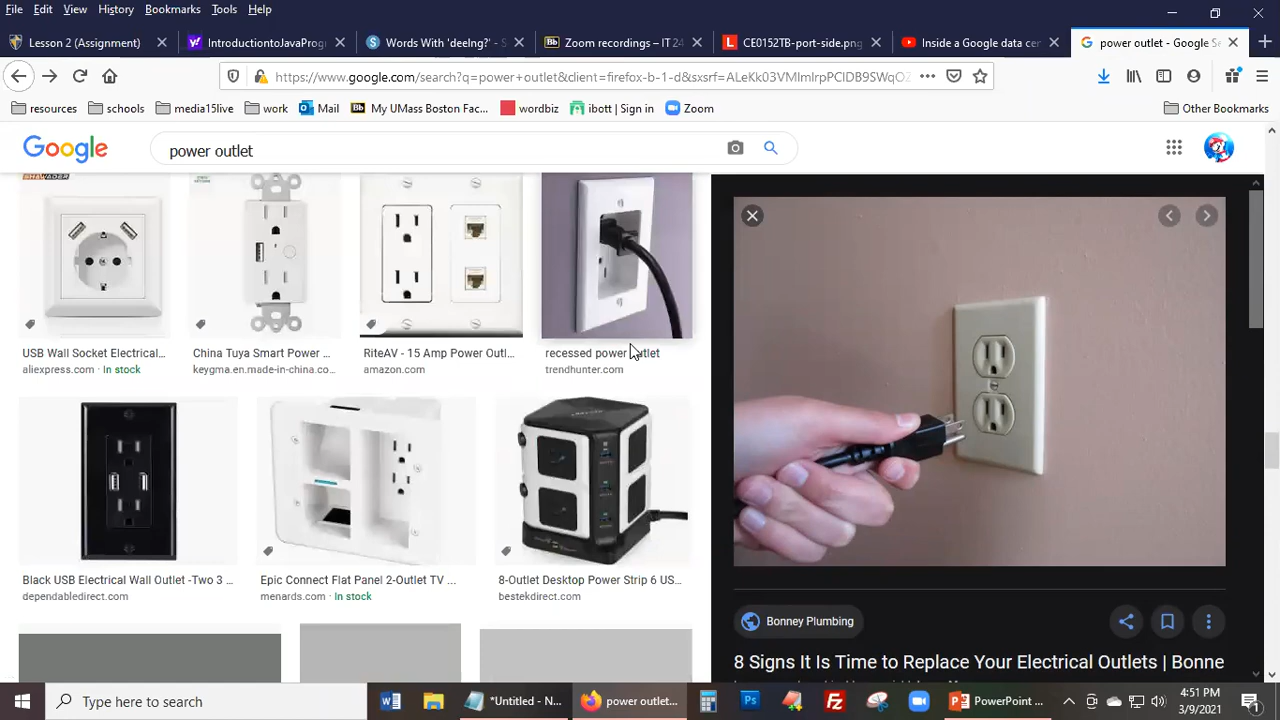 File Edit View History Bookmarks Tools Help
Lesson 2 (Assignment)
IntroductiontoJavaProg
Words With 'deelng?' - S
Bb Zoom recordings – IT 24
L CE0152TB-port-side.png
Inside a Google data cen
G power outlet - Google Se
https://www.google.com/search?q=power+outlet&client=firefox-b-1-d&sxsrf=
resources schools media15live work Mail Bb My UMass Boston Fac... wordbiz ibott | Sign in Zoom Other Bookmarks
Google power outlet
USB Wall Socket Electrical...
aliexpress.com · In stock
China Tuya Smart Power ...
keygma.en.made-in-china.co...
RiteAV - 15 Amp Power Outl...
amazon.com
recessed power outlet
trendhunter.com
Black USB Electrical Wall Outlet -Two 3 ...
dependabledirect.com
Epic Connect Flat Panel 2-Outlet TV ...
menards.com · In stock
8-Outlet Desktop Power Strip 6 US...
bestekdirect.com
Bonney Plumbing
8 Signs It Is Time to Replace Your Electrical Outlets | Bonne
Type here to search
*Untitled - N...
power outlet...
PowerPoint ...
4:51 PM
3/9/2021